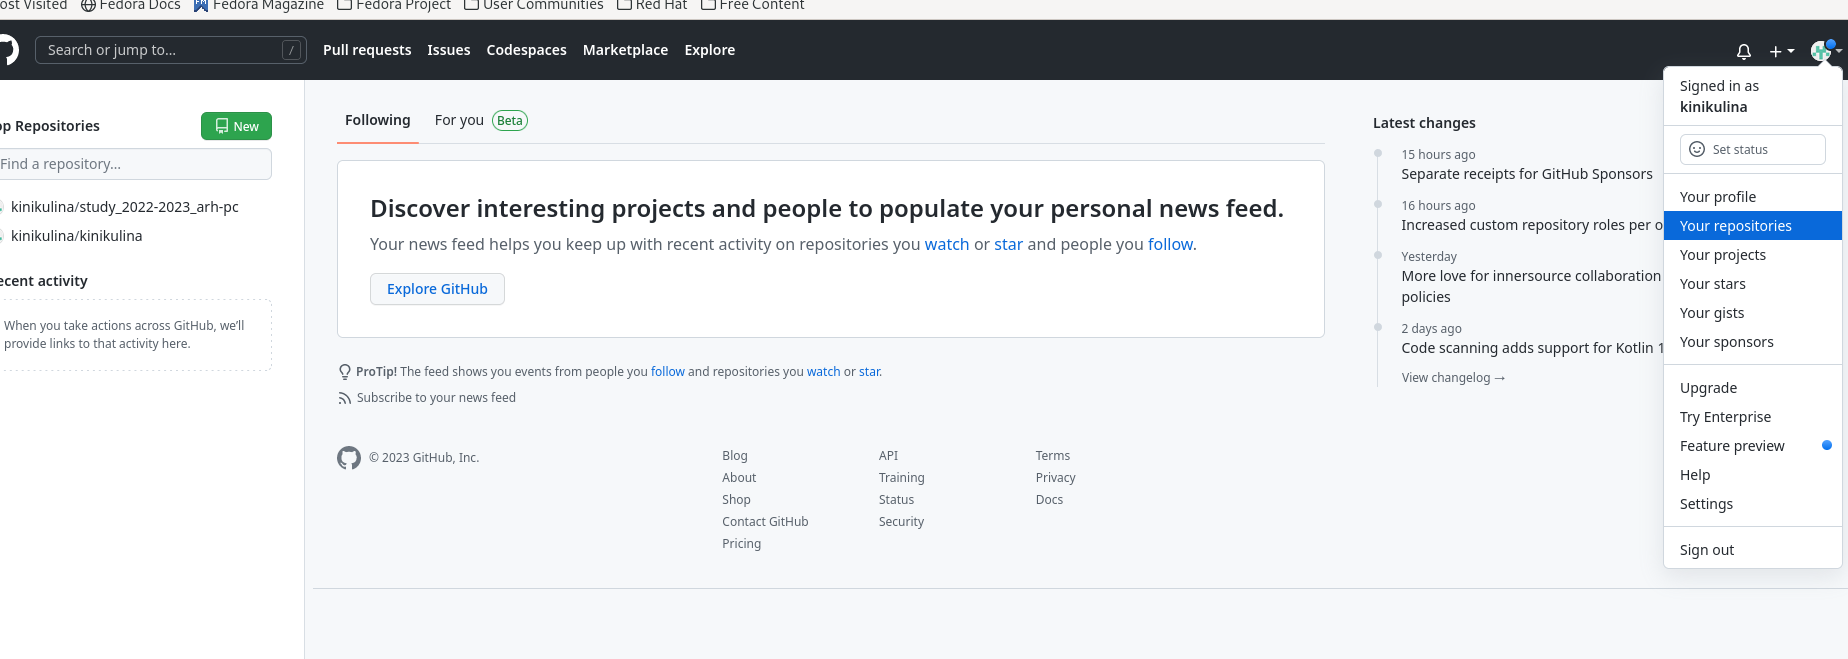 ost Visited Fedora Docs Fedora Magazine Fedora Project User Communities Red Hat Free Content
Search or jump to... / Pull requests Issues Codespaces Marketplace Explore
op Repositories New
Find a repository...
kinikulina/study_2022-2023_arh-pc
kinikulina/kinikulina
ecent activity
When you take actions across GitHub, we'll
provide links to that activity here.
Following For you Beta
Discover interesting projects and people to populate your personal news feed.
Your news feed helps you keep up with recent activity on repositories you watch or star and people you follow.
Explore GitHub
ProTip! The feed shows you events from people you follow and repositories you watch or star.
Subscribe to your news feed
© 2023 GitHub, Inc.
Blog
About
Shop
Contact GitHub
Pricing
API
Training
Status
Security
Terms
Privacy
Docs
Latest changes
15 hours ago
Separate receipts for GitHub Sponsors
16 hours ago
Increased custom repository roles per o
Yesterday
More love for innersource collaboration
policies
2 days ago
Code scanning adds support for Kotlin 1
View changelog →
Signed in as
kinikulina
Set status
Your profile
Your repositories
Your projects
Your stars
Your gists
Your sponsors
Upgrade
Try Enterprise
Feature preview
Help
Settings
Sign out